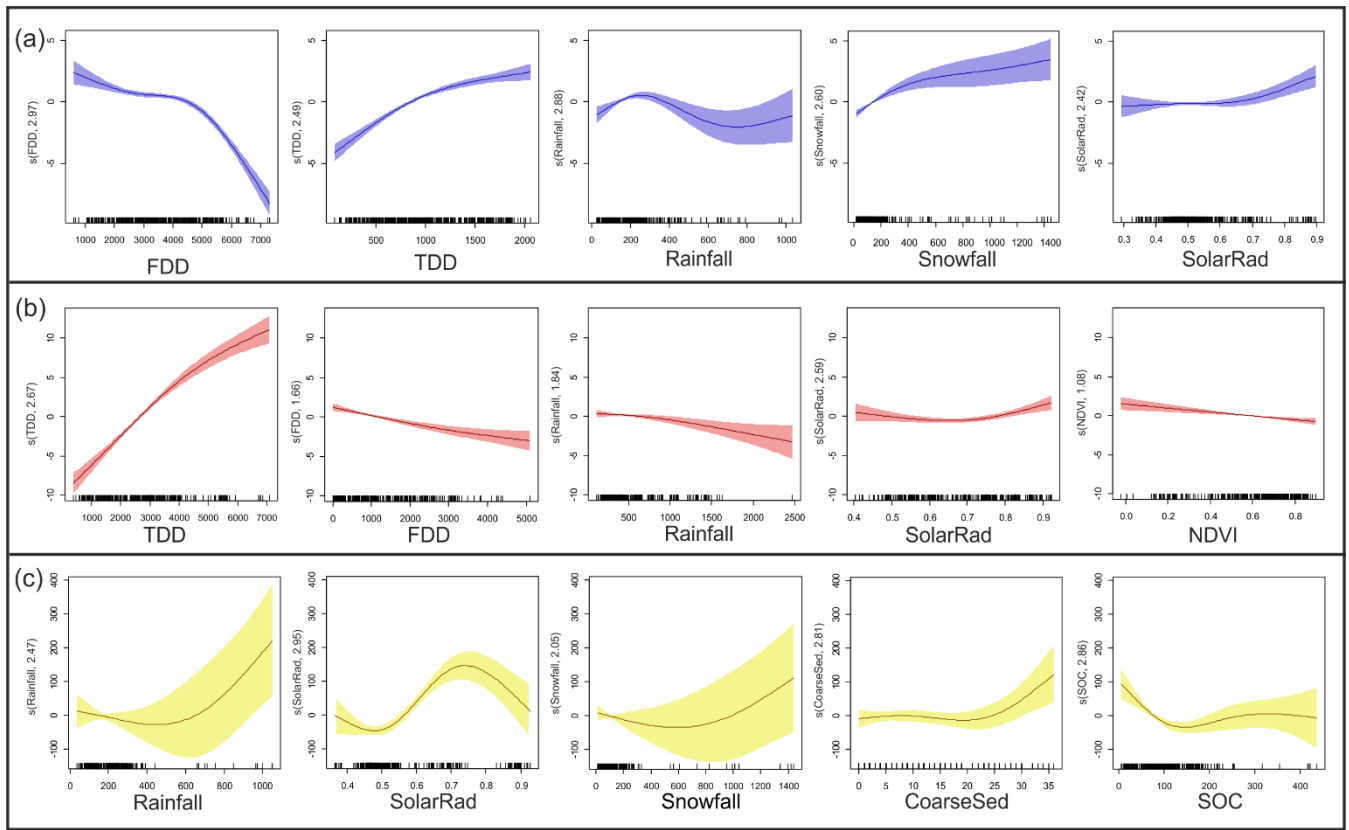 (a)
s(FDD, 2.97)
5
0
-5
1000 2000 3000 4000 5000 6000 7000
FDD
s(TDD, 2.49)
5
0
-5
500 1000 1500 2000
TDD
s(Rainfall, 2.88)
5
0
-5
0 200 400 600 800 1000
Rainfall
s(Snowfall, 2.60)
5
0
-5
0 200 400 600 800 1000 1200 1400
Snowfall
s(SolarRad, 2.42)
5
0
-5
0.3 0.4 0.5 0.6 0.7 0.8 0.9
SolarRad
(b)
s(TDD, 2.67)
10
5
0
-5
-10
1000 2000 3000 4000 5000 6000 7000
TDD
s(FDD, 1.66)
10
5
0
-5
-10
0 1000 2000 3000 4000 5000
FDD
s(Rainfall, 1.84)
10
5
0
-5
-10
500 1000 1500 2000 2500
Rainfall
s(SolarRad, 2.59)
10
5
0
-5
-10
0.4 0.5 0.6 0.7 0.8 0.9
SolarRad
s(NDVI, 1.08)
10
5
0
-5
-10
0.0 0.2 0.4 0.6 0.8
NDVI
(c)
s(Rainfall, 2.47)
400
300
200
100
0
-100
0 200 400 600 800 1000
Rainfall
s(SolarRad, 2.95)
400
300
200
100
0
-100
0.4 0.5 0.6 0.7 0.8 0.9
SolarRad
s(Snowfall, 2.05)
400
300
200
100
0
-100
0 200 400 600 800 1000 1200 1400
Snowfall
s(CoarseSed, 2.81)
400
300
200
100
0
-100
0 5 10 15 20 25 30 35
CoarseSed
s(SOC, 2.86)
400
300
200
100
0
-100
0 100 200 300 400
SOC